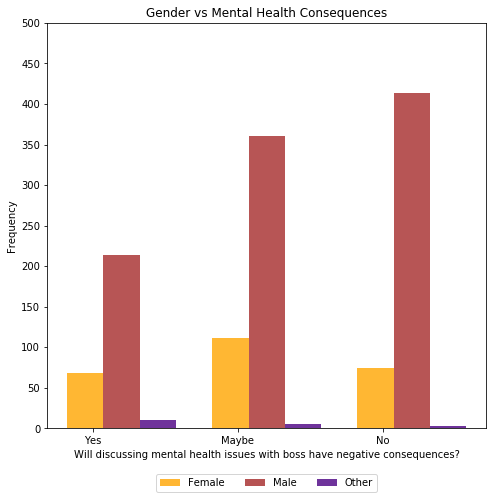 Gender vs Mental Health Consequences
500
450
400
350
300
250
200
150
100
50
0
Frequency
Yes Maybe No
Will discussing mental health issues with boss have negative consequences?
Female Male Other